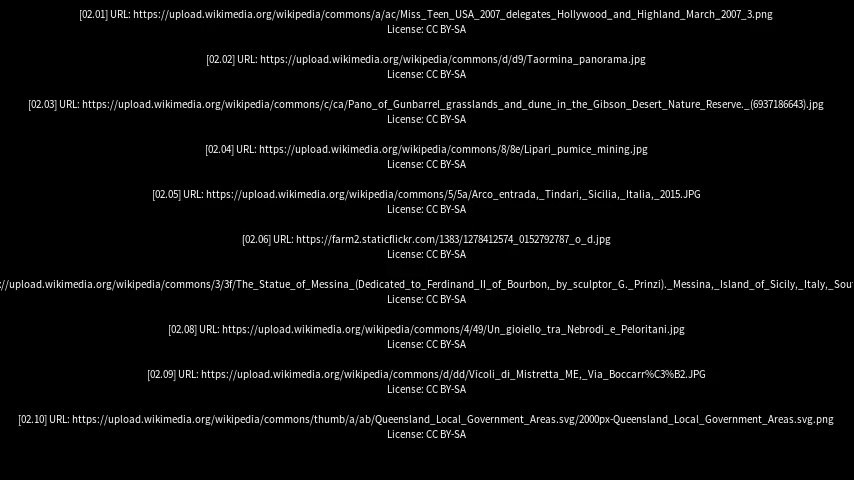 [02.01] URL: https://upload.wikimedia.org/wikipedia/commons/a/ac/Miss_Teen_USA_2007_delegates_Hollywood_and_Highland_March_2007_3.png
License: CC BY-SA
[02.02] URL: https://upload.wikimedia.org/wikipedia/commons/d/d9/Taormina_panorama.jpg
License: CC BY-SA
[02.03] URL: https://upload.wikimedia.org/wikipedia/commons/c/ca/Pano_of_Gunbarrel_grasslands_and_dune_in_the_Gibson_Desert_Nature_Reserve._(6937186643).jpg
License: CC BY-SA
[02.04] URL: https://upload.wikimedia.org/wikipedia/commons/8/8e/Lipari_pumice_mining.jpg
License: CC BY-SA
[02.05] URL: https://upload.wikimedia.org/wikipedia/commons/5/5a/Arco_entrada,_Tindari,_Sicilia,_Italia,_2015.JPG
License: CC BY-SA
[02.06] URL: https://farm2.staticflickr.com/1383/1278412574_0152792787_o_d.jpg
License: CC BY-SA
://upload.wikimedia.org/wikipedia/commons/3/3f/The_Statue_of_Messina_(Dedicated_to_Ferdinand_II_of_Bourbon,_by_sculptor_G._Prinzi)._Messina,_Island_of_Sicily,_Italy,_Sou
License: CC BY-SA
[02.08] URL: https://upload.wikimedia.org/wikipedia/commons/4/49/Un_gioiello_tra_Nebrodi_e_Peloritani.jpg
License: CC BY-SA
[02.09] URL: https://upload.wikimedia.org/wikipedia/commons/d/dd/Vicoli_di_Mistretta_ME,_Via_Boccarr%C3%B2.JPG
License: CC BY-SA
[02.10] URL: https://upload.wikimedia.org/wikipedia/commons/thumb/a/ab/Queensland_Local_Government_Areas.svg/2000px-Queensland_Local_Government_Areas.svg.png
License: CC BY-SA